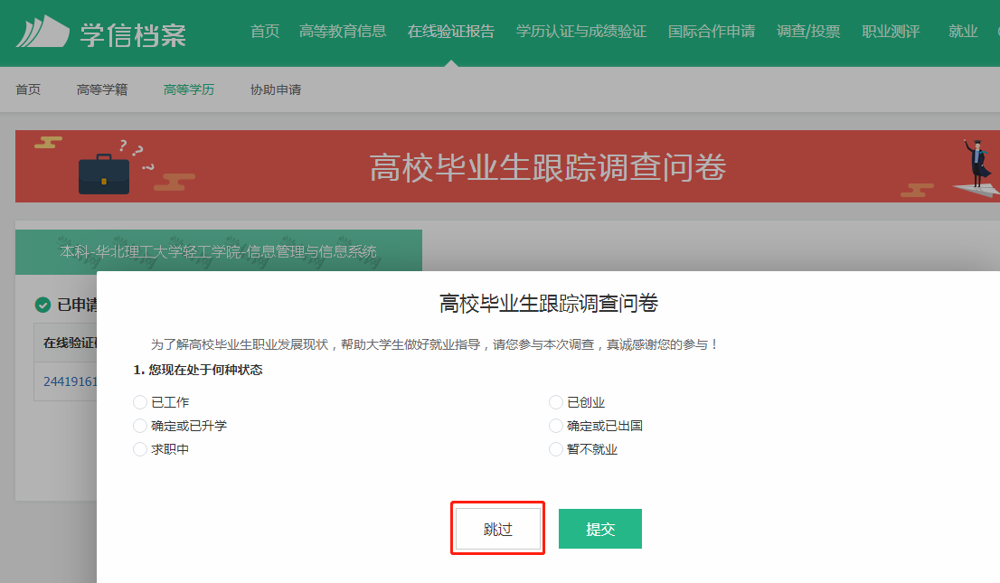 学信档案
首页 高等教育信息 在线验证报告 学历认证与成绩验证 国际合作申请 调查/投票 职业测评 就业
首页 高等学籍 高等学历 协助申请
? ? ?
高校毕业生跟踪调查问卷
本科-华北理工大学轻工学院-信息管理与信息系统
已申请
在线验证
24419161
高校毕业生跟踪调查问卷
为了解高校毕业生职业发展现状，帮助大学生做好就业指导，请您参与本次调查，真诚感谢您的参与！
1. 您现在处于何种状态
已工作 已创业
确定或已升学 确定或已出国
求职中 暂不就业
跳过 提交